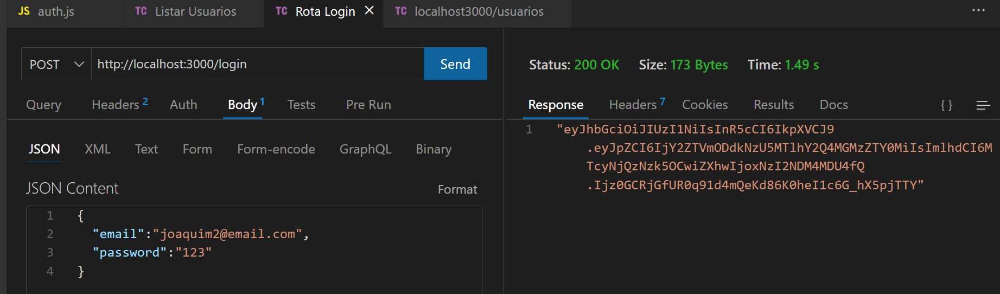 JS auth.js TC Listar Usuarios TC Rota Login × TC localhost3000/usuarios ...
POST http://localhost:3000/login Send
Query Headers 2 Auth Body 1 Tests Pre Run
JSON XML Text Form Form-encode GraphQL Binary
JSON Content Format
1 {
2 "email":"joaquim2@email.com",
3 "password":"123"
4 }
Status: 200 OK Size: 173 Bytes Time: 1.49 s
Response Headers 7 Cookies Results Docs { }
1 "eyJhbGciOiJIUzI1NiIsInR5cCI6IkpXVCJ9
.eyJpZCI6IjY2ZTVmODdkNzU5MTlhY2Q4MGMzZTY0MiIsImlhdCI6M
TcyNjQzNzk5OCwiZXhwIjoxNzI2NDM4MDU4fQ
.Ijz0GCRjGfUR0q91d4mQeKd86K0heI1c6G_hX5pjTTY"